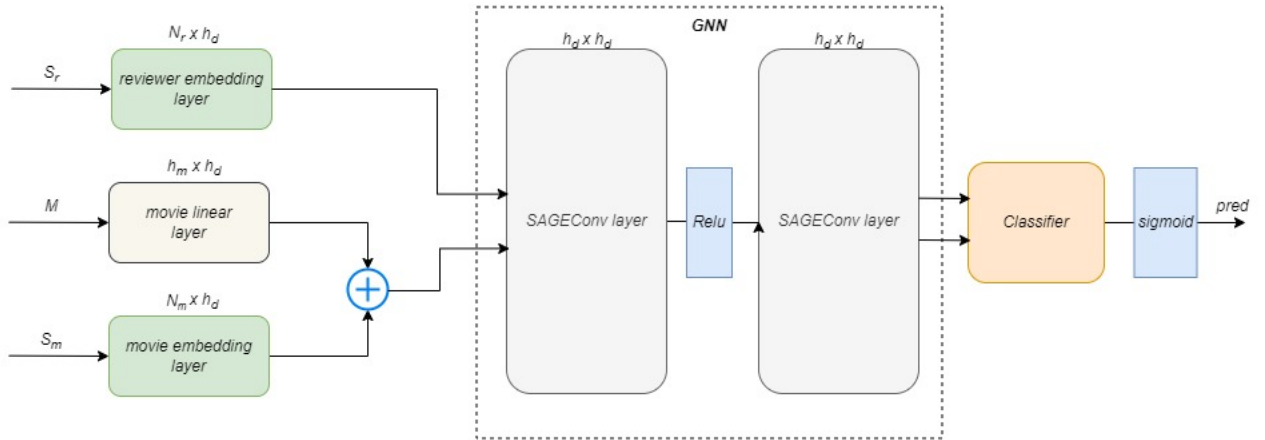 GNN
N_r x h_d
S_r
reviewer embedding
layer
h_m x h_d
M
movie linear
layer
N_m x h_d
S_m
movie embedding
layer
h_d x h_d
SAGEConv layer
Relu
h_d x h_d
SAGEConv layer
Classifier
sigmoid
pred